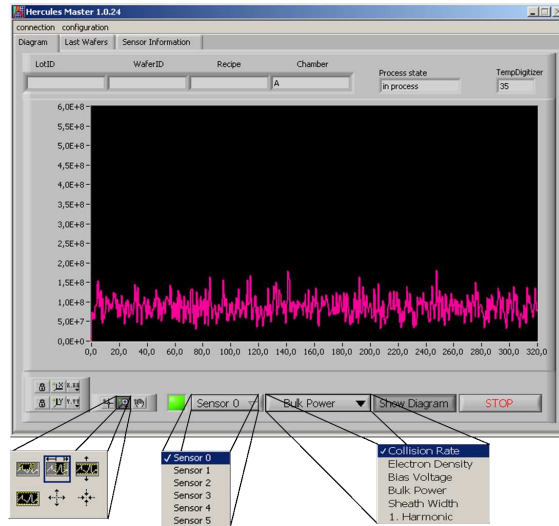 Hercules Master 1.0.24
connection configuration
Diagram Last Wafers Sensor Information
LotID WaferID Recipe Chamber Process state TempDigitizer
A in process 35
6,0E+8
5,5E+8
5,0E+8
4,5E+8
4,0E+8
3,5E+8
3,0E+8
2,5E+8
2,0E+8
1,5E+8
1,0E+8
5,0E+7
0,0E+0
0,0 20,0 40,0 60,0 80,0 100,0 120,0 140,0 160,0 180,0 200,0 220,0 240,0 260,0 280,0 300,0 320,0
Sensor 0 Bulk Power Show Diagram STOP
Sensor 0
Sensor 1
Sensor 2
Sensor 3
Sensor 4
Sensor 5
Collision Rate
Electron Density
Bias Voltage
Bulk Power
Sheath Width
1. Harmonic